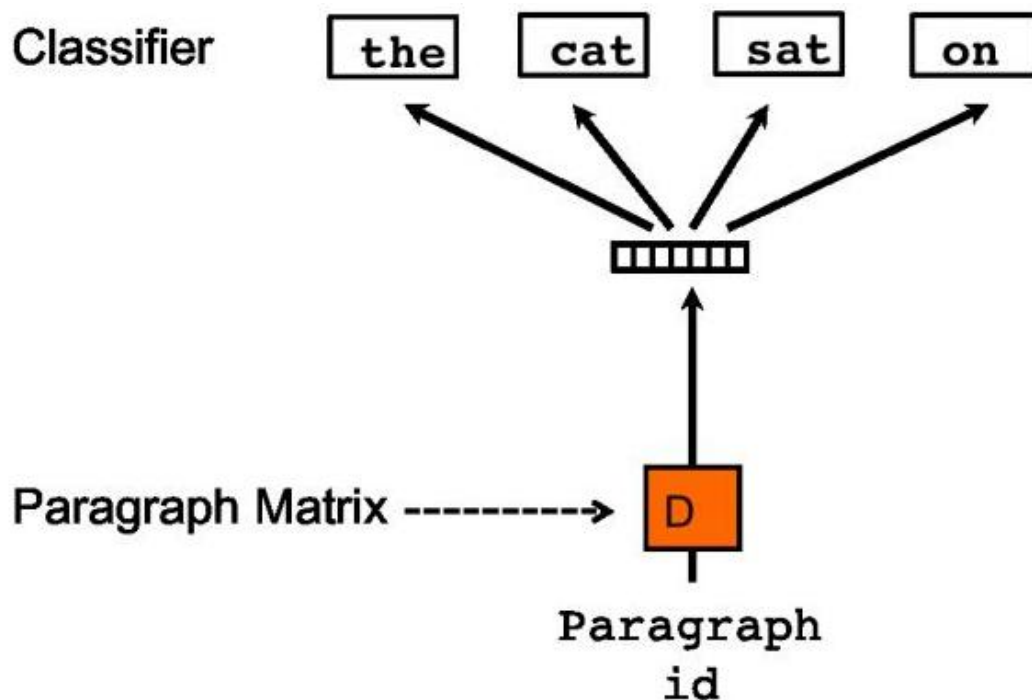 Classifier the cat sat on
Paragraph Matrix D
Paragraph
id